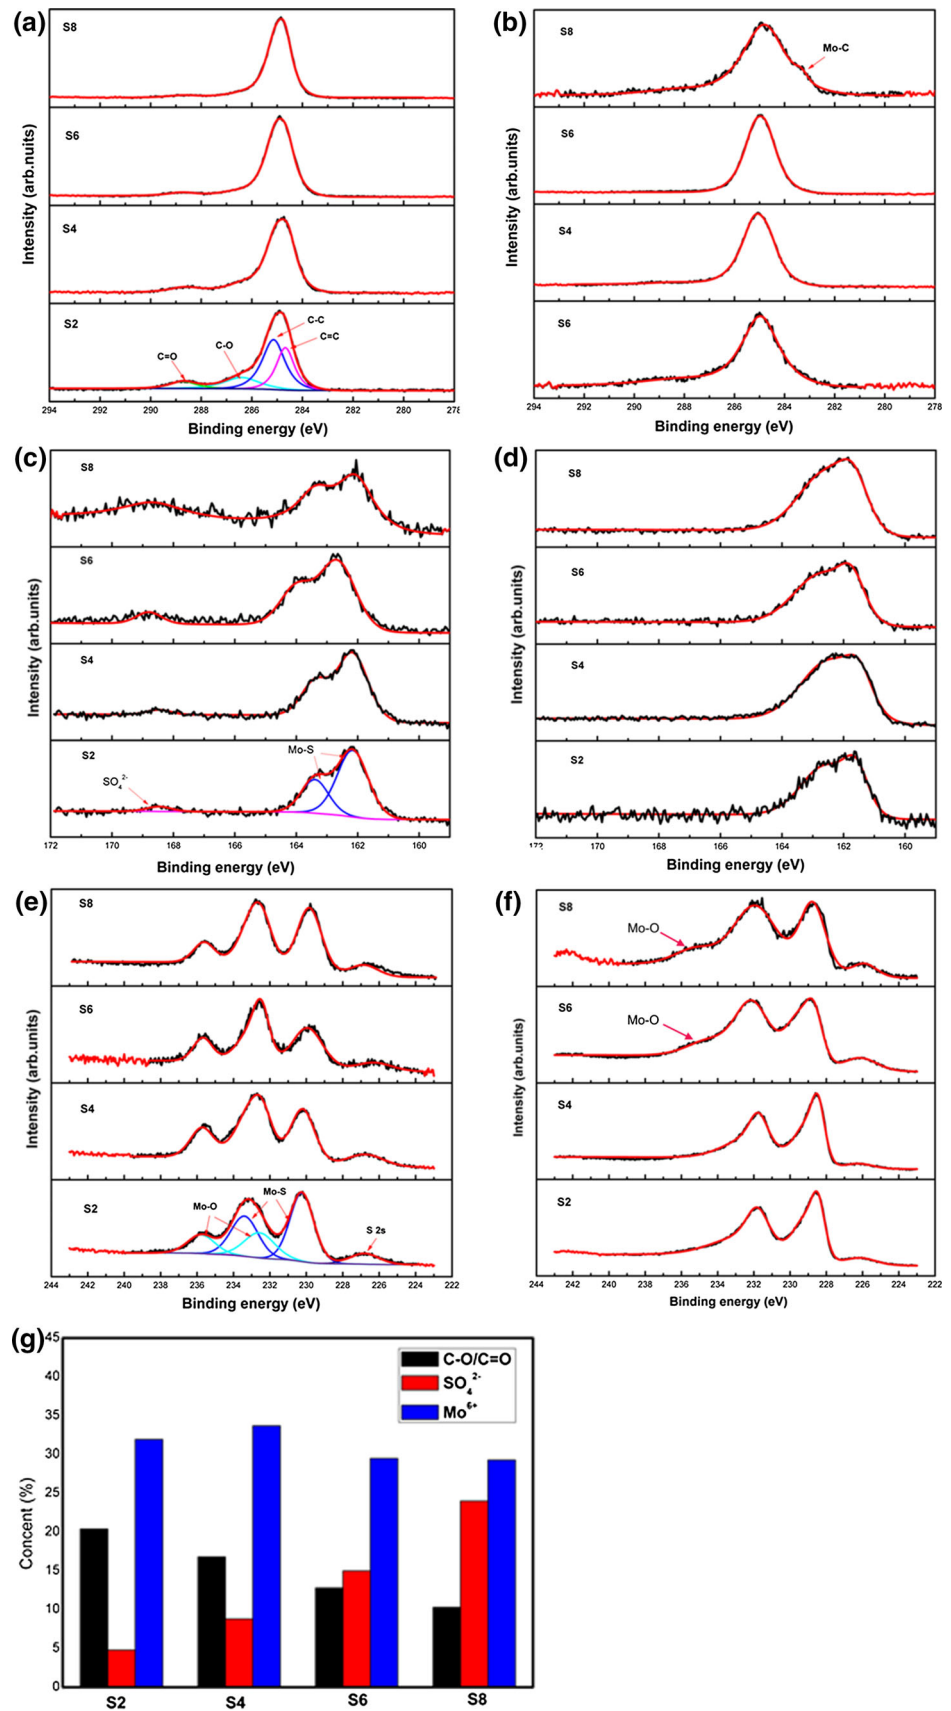 (a)
S8
S6
S4
S2
C=O
C-O
C-C
C=C
Intensity (arb.nuits)
294 292 290 288 286 284 282 280 278
Binding energy (eV)
(b)
S8
Mo-C
S6
S4
S6
Intensity (arb.units)
294 292 290 288 286 284 282 280 278
Binding energy (eV)
(c)
S8
S6
S4
S2
SO₄²⁻
Mo-S
Intensity (arb.units)
172 170 168 166 164 162 160
Binding energy (eV)
(d)
S8
S6
S4
S2
Intensity (arb.units)
172 170 168 166 164 162 160
Binding energy (eV)
(e)
S8
S6
S4
S2
Mo-O
Mo-S
S 2s
Intensity (arb.units)
244 242 240 238 236 234 232 230 228 226 224 222
Binding energy (eV)
(f)
S8
Mo-O
S6
Mo-O
S4
S2
Intensity (arb.units)
244 242 240 238 236 234 232 230 228 226 224 222
Binding energy (eV)
(g)
C-O/C=O
SO₄²⁻
Mo⁶⁺
45
40
35
30
25
20
15
10
5
0
Concent (%)
S2 S4 S6 S8